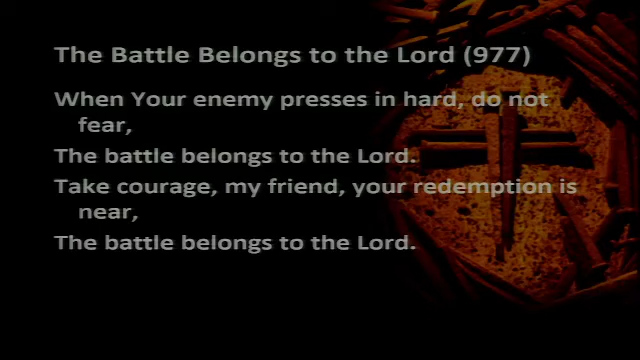 The Battle Belongs to the Lord (977)
When Your enemy presses in hard, do not
fear,
The battle belongs to the Lord.
Take courage, my friend, your redemption is
near,
The battle belongs to the Lord.